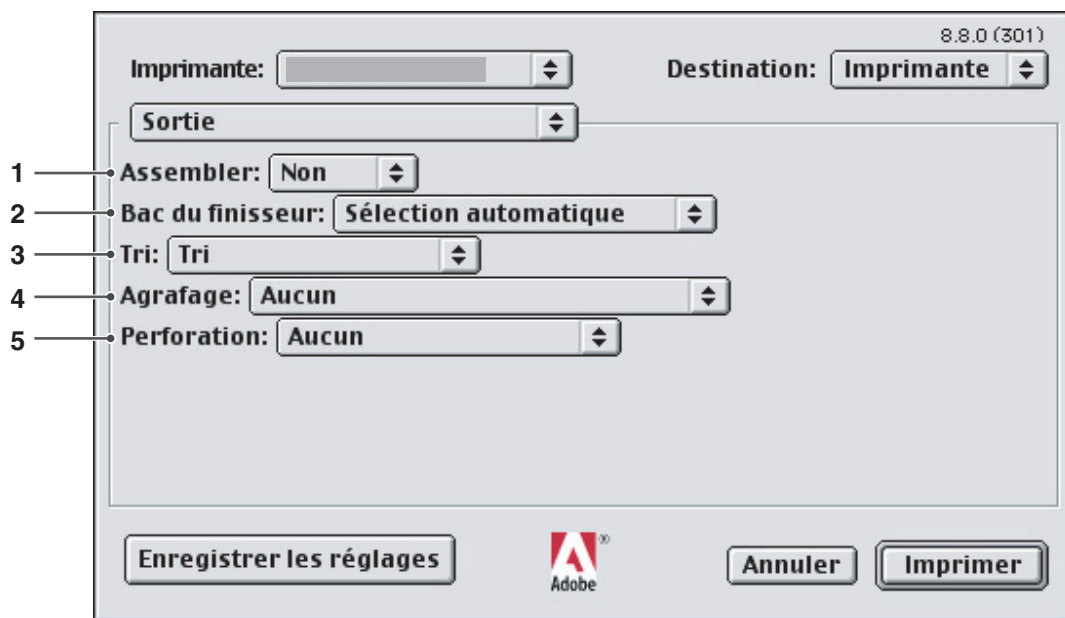 8.8.0 (301)
Imprimante: Destination: Imprimante
Sortie
1 Assembler: Non
2 Bac du finisseur: Sélection automatique
3 Tri: Tri
4 Agrafage: Aucun
5 Perforation: Aucun
Enregistrer les réglages Adobe ® Annuler Imprimer